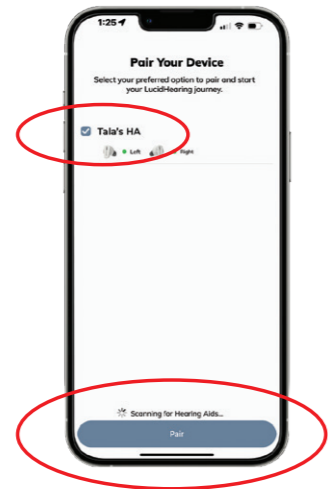 1:25
Pair Your Device
Select your preferred option to pair and start
your LucidHearing journey.
Tala's HA
Left Right
Scanning for Hearing Aids...
Pair